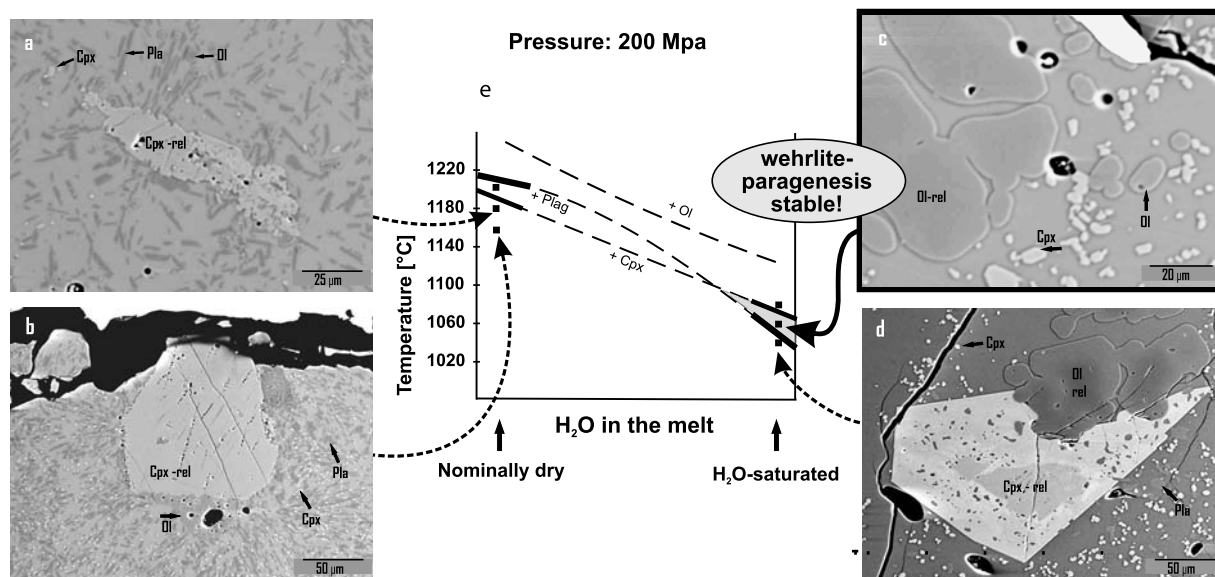 a
Cpx
Pla
Ol
Cpx -rel
25 µm
b
Cpx -rel
Pla
Cpx
Ol
50 µm
Pressure: 200 Mpa
e
Temperature [°C]
1220
1180
1140
1100
1060
1020
+ Ol
+ Plag
+ Cpx
wehrlite-
paragenesis
stable!
H₂O in the melt
Nominally dry
H₂O-saturated
c
Ol-rel
Ol
Cpx
20 µm
d
Cpx
Ol
rel
Cpx - rel
Pla
50 µm